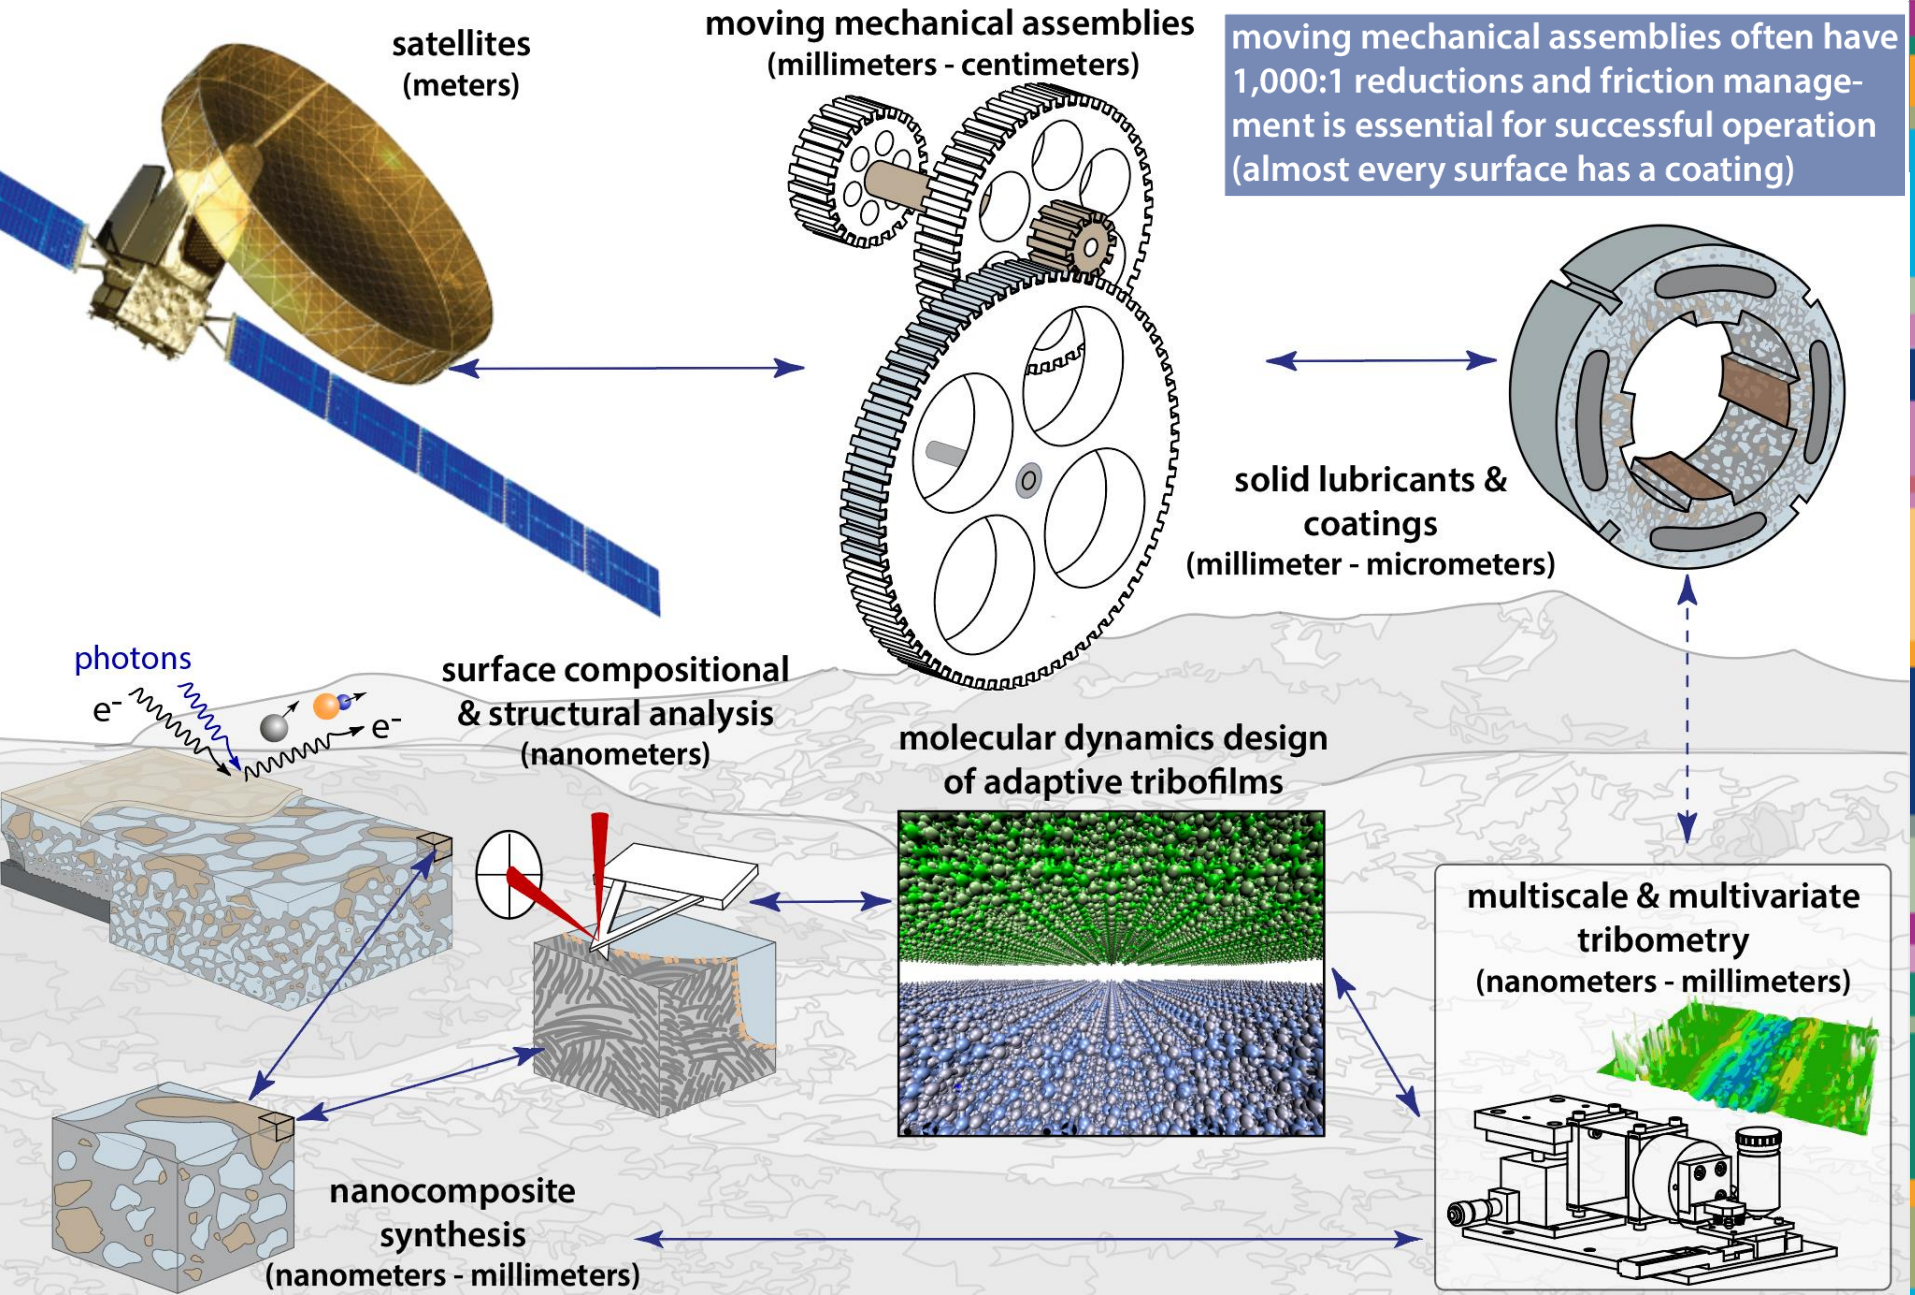 satellites
(meters)
moving mechanical assemblies
(millimeters - centimeters)
moving mechanical assemblies often have
1,000:1 reductions and friction manage-
ment is essential for successful operation
(almost every surface has a coating)
solid lubricants &
coatings
(millimeter - micrometers)
photons
e-
e-
surface compositional
& structural analysis
(nanometers)
molecular dynamics design
of adaptive tribofilms
multiscale & multivariate
tribometry
(nanometers - millimeters)
nanocomposite
synthesis
(nanometers - millimeters)